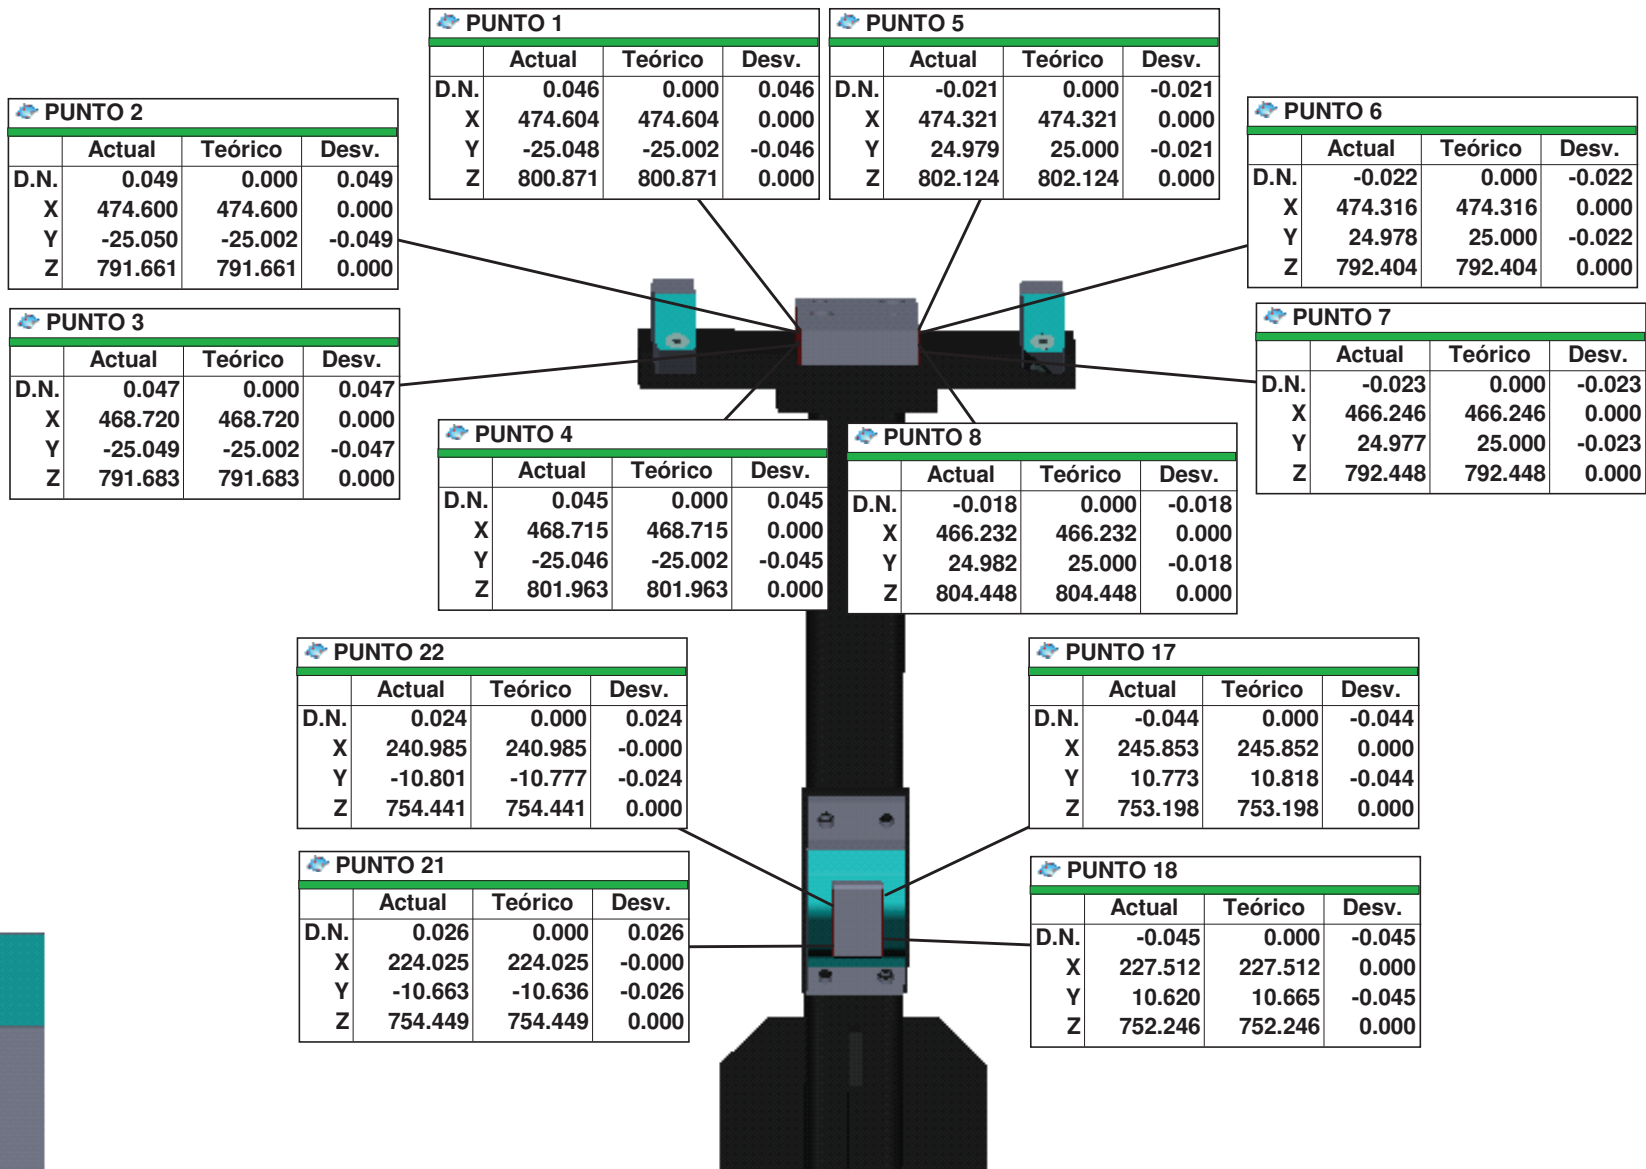 PUNTO 1
Actual Teórico Desv.
D.N. 0.046 0.000 0.046
X 474.604 474.604 0.000
Y -25.048 -25.002 -0.046
Z 800.871 800.871 0.000
PUNTO 5
Actual Teórico Desv.
D.N. -0.021 0.000 -0.021
X 474.321 474.321 0.000
Y 24.979 25.000 -0.021
Z 802.124 802.124 0.000
PUNTO 2
Actual Teórico Desv.
D.N. 0.049 0.000 0.049
X 474.600 474.600 0.000
Y -25.050 -25.002 -0.049
Z 791.661 791.661 0.000
PUNTO 6
Actual Teórico Desv.
D.N. -0.022 0.000 -0.022
X 474.316 474.316 0.000
Y 24.978 25.000 -0.022
Z 792.404 792.404 0.000
PUNTO 3
Actual Teórico Desv.
D.N. 0.047 0.000 0.047
X 468.720 468.720 0.000
Y -25.049 -25.002 -0.047
Z 791.683 791.683 0.000
PUNTO 7
Actual Teórico Desv.
D.N. -0.023 0.000 -0.023
X 466.246 466.246 0.000
Y 24.977 25.000 -0.023
Z 792.448 792.448 0.000
PUNTO 4
Actual Teórico Desv.
D.N. 0.045 0.000 0.045
X 468.715 468.715 0.000
Y -25.046 -25.002 -0.045
Z 801.963 801.963 0.000
PUNTO 8
Actual Teórico Desv.
D.N. -0.018 0.000 -0.018
X 466.232 466.232 0.000
Y 24.982 25.000 -0.018
Z 804.448 804.448 0.000
PUNTO 22
Actual Teórico Desv.
D.N. 0.024 0.000 0.024
X 240.985 240.985 -0.000
Y -10.801 -10.777 -0.024
Z 754.441 754.441 0.000
PUNTO 17
Actual Teórico Desv.
D.N. -0.044 0.000 -0.044
X 245.853 245.852 0.000
Y 10.773 10.818 -0.044
Z 753.198 753.198 0.000
PUNTO 21
Actual Teórico Desv.
D.N. 0.026 0.000 0.026
X 224.025 224.025 -0.000
Y -10.663 -10.636 -0.026
Z 754.449 754.449 0.000
PUNTO 18
Actual Teórico Desv.
D.N. -0.045 0.000 -0.045
X 227.512 227.512 0.000
Y 10.620 10.665 -0.045
Z 752.246 752.246 0.000